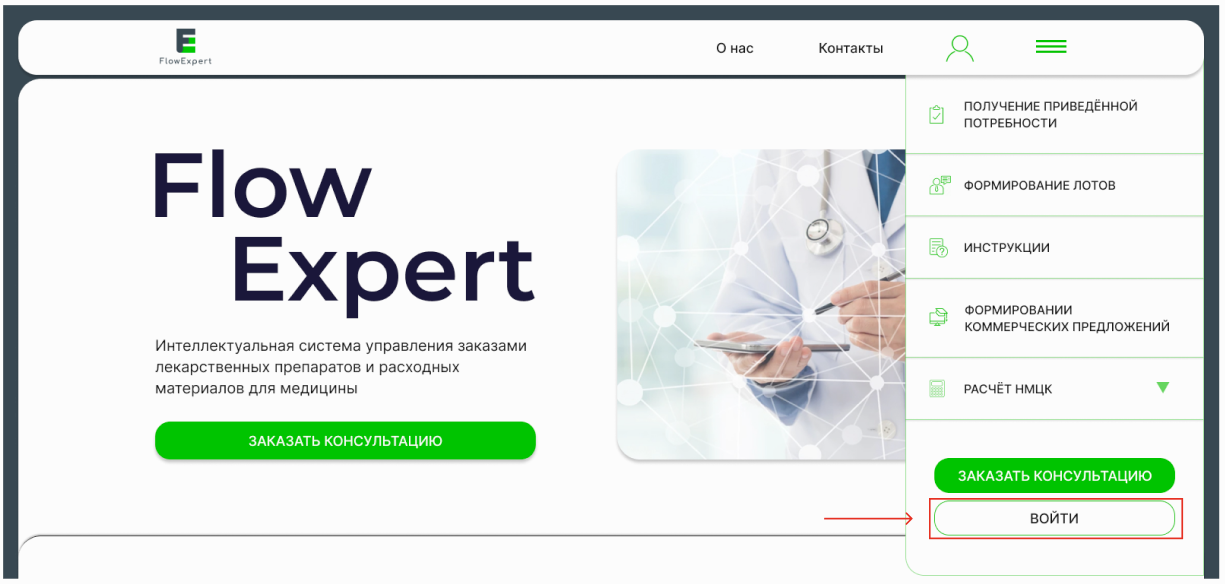 FlowExpert
О нас
Контакты
Flow
Expert
Интеллектуальная система управления заказами
лекарственных препаратов и расходных
материалов для медицины
ЗАКАЗАТЬ КОНСУЛЬТАЦИЮ
ПОЛУЧЕНИЕ ПРИВЕДЁННОЙ
ПОТРЕБНОСТИ
ФОРМИРОВАНИЕ ЛОТОВ
ИНСТРУКЦИИ
ФОРМИРОВАНИИ
КОММЕРЧЕСКИХ ПРЕДЛОЖЕНИЙ
РАСЧЁТ НМЦК
ЗАКАЗАТЬ КОНСУЛЬТАЦИЮ
ВОЙТИ